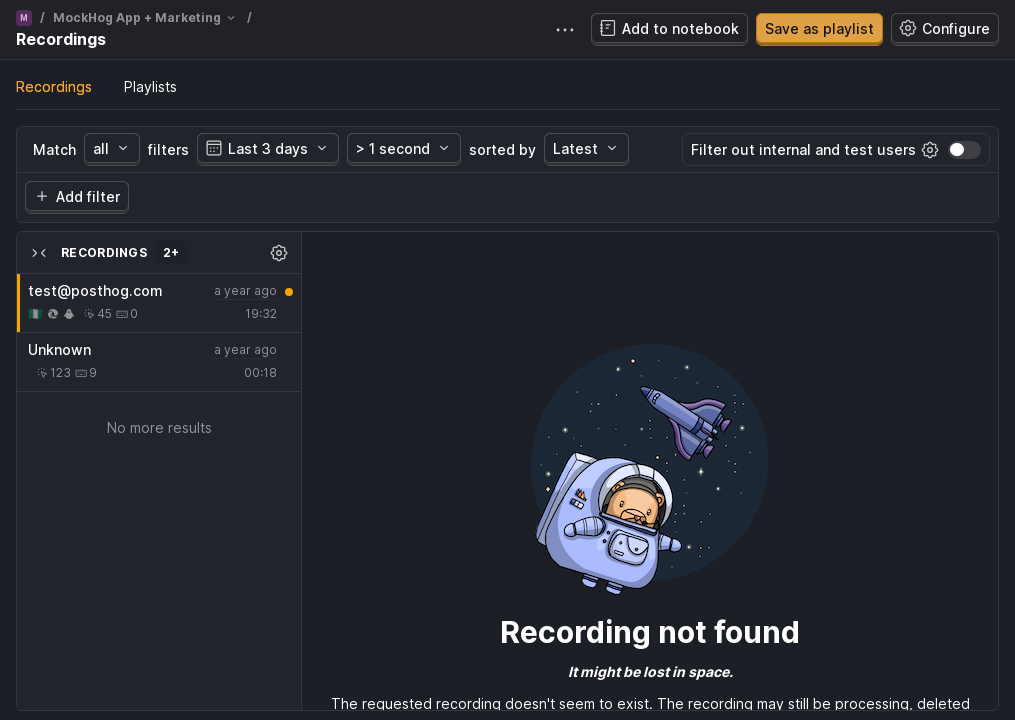 M / MockHog App + Marketing /
Recordings
Add to notebook
Save as playlist
Configure
Recordings
Playlists
Match all filters Last 3 days > 1 second sorted by Latest
Filter out internal and test users
Add filter
RECORDINGS 2+
test@posthog.com a year ago
45 0 19:32
Unknown a year ago
123 9 00:18
No more results
Recording not found
It might be lost in space.
The requested recording doesn't seem to exist. The recording may still be processing, deleted